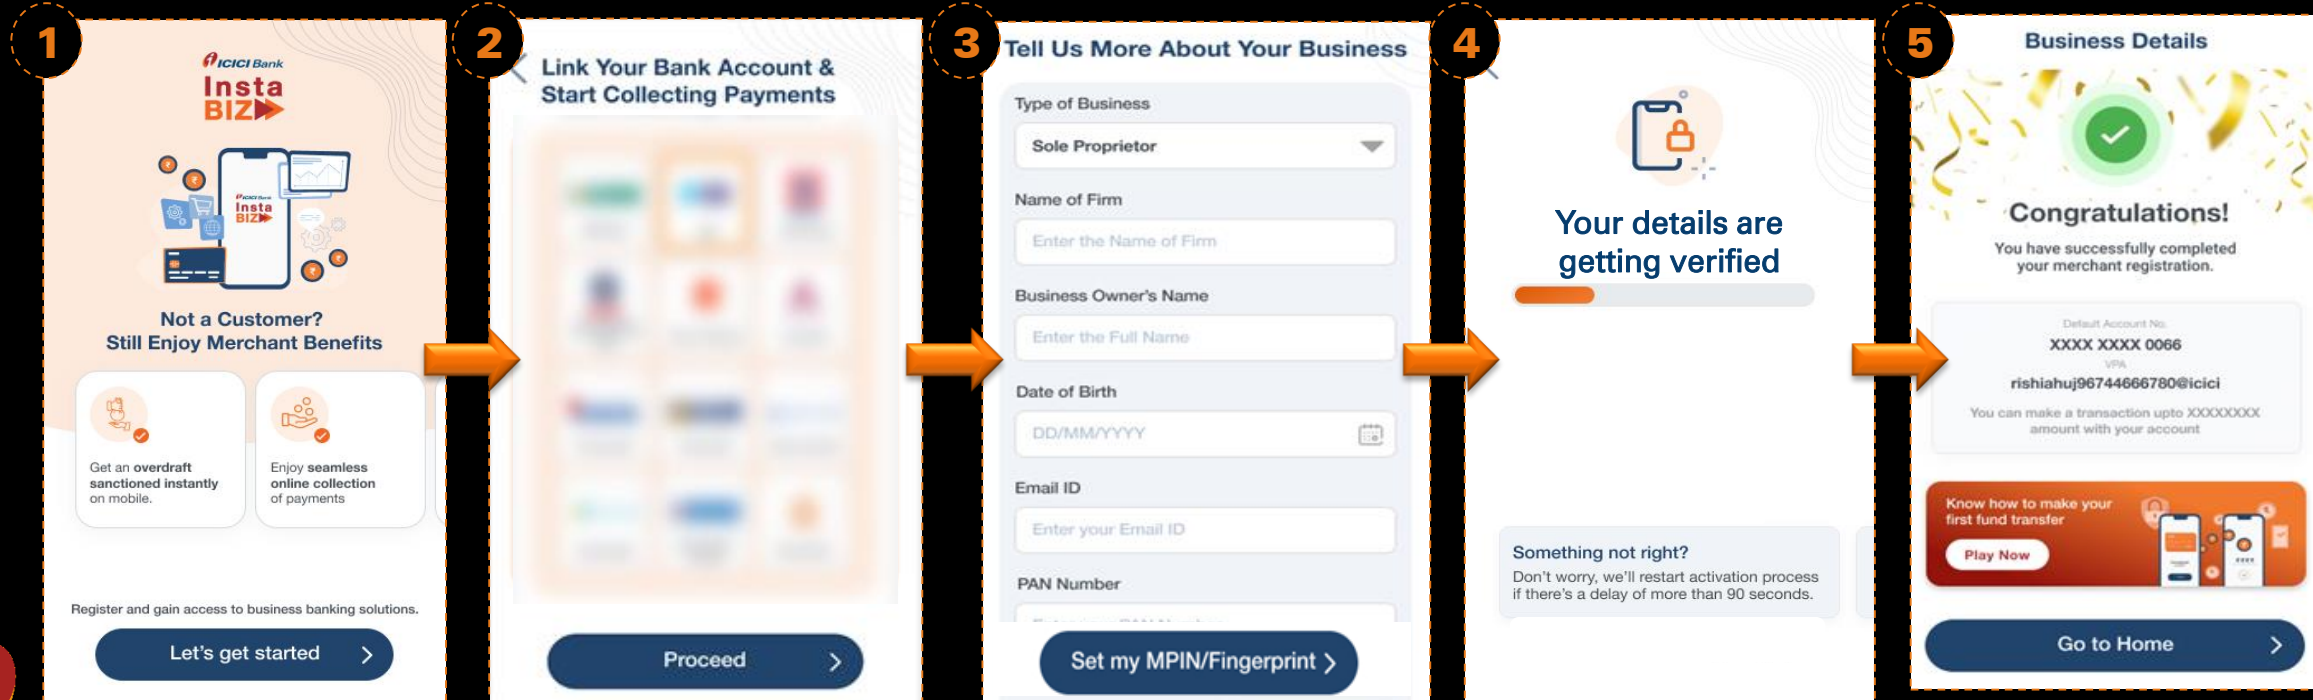 1
ICICI Bank
Insta
BIZ
ICICI Bank
Insta
BIZ
Not a Customer?
Still Enjoy Merchant Benefits
Get an overdraft
sanctioned instantly
on mobile.
Enjoy seamless
online collection
of payments
Register and gain access to business banking solutions.
Let's get started
2
Link Your Bank Account &
Start Collecting Payments
Proceed
3
Tell Us More About Your Business
Type of Business
Sole Proprietor
Name of Firm
Enter the Name of Firm
Business Owner's Name
Enter the Full Name
Date of Birth
DD/MM/YYYY
Email ID
Enter your Email ID
PAN Number
Set my MPIN/Fingerprint
4
Your details are
getting verified
Something not right?
Don't worry, we'll restart activation process
if there's a delay of more than 90 seconds.
5
Business Details
Congratulations!
You have successfully completed
your merchant registration.
Default Account No.
XXXX XXXX 0066
VPA
rishiahuj96744666780@icici
You can make a transaction upto XXXXXXXX
amount with your account
Know how to make your
first fund transfer
Play Now
Go to Home